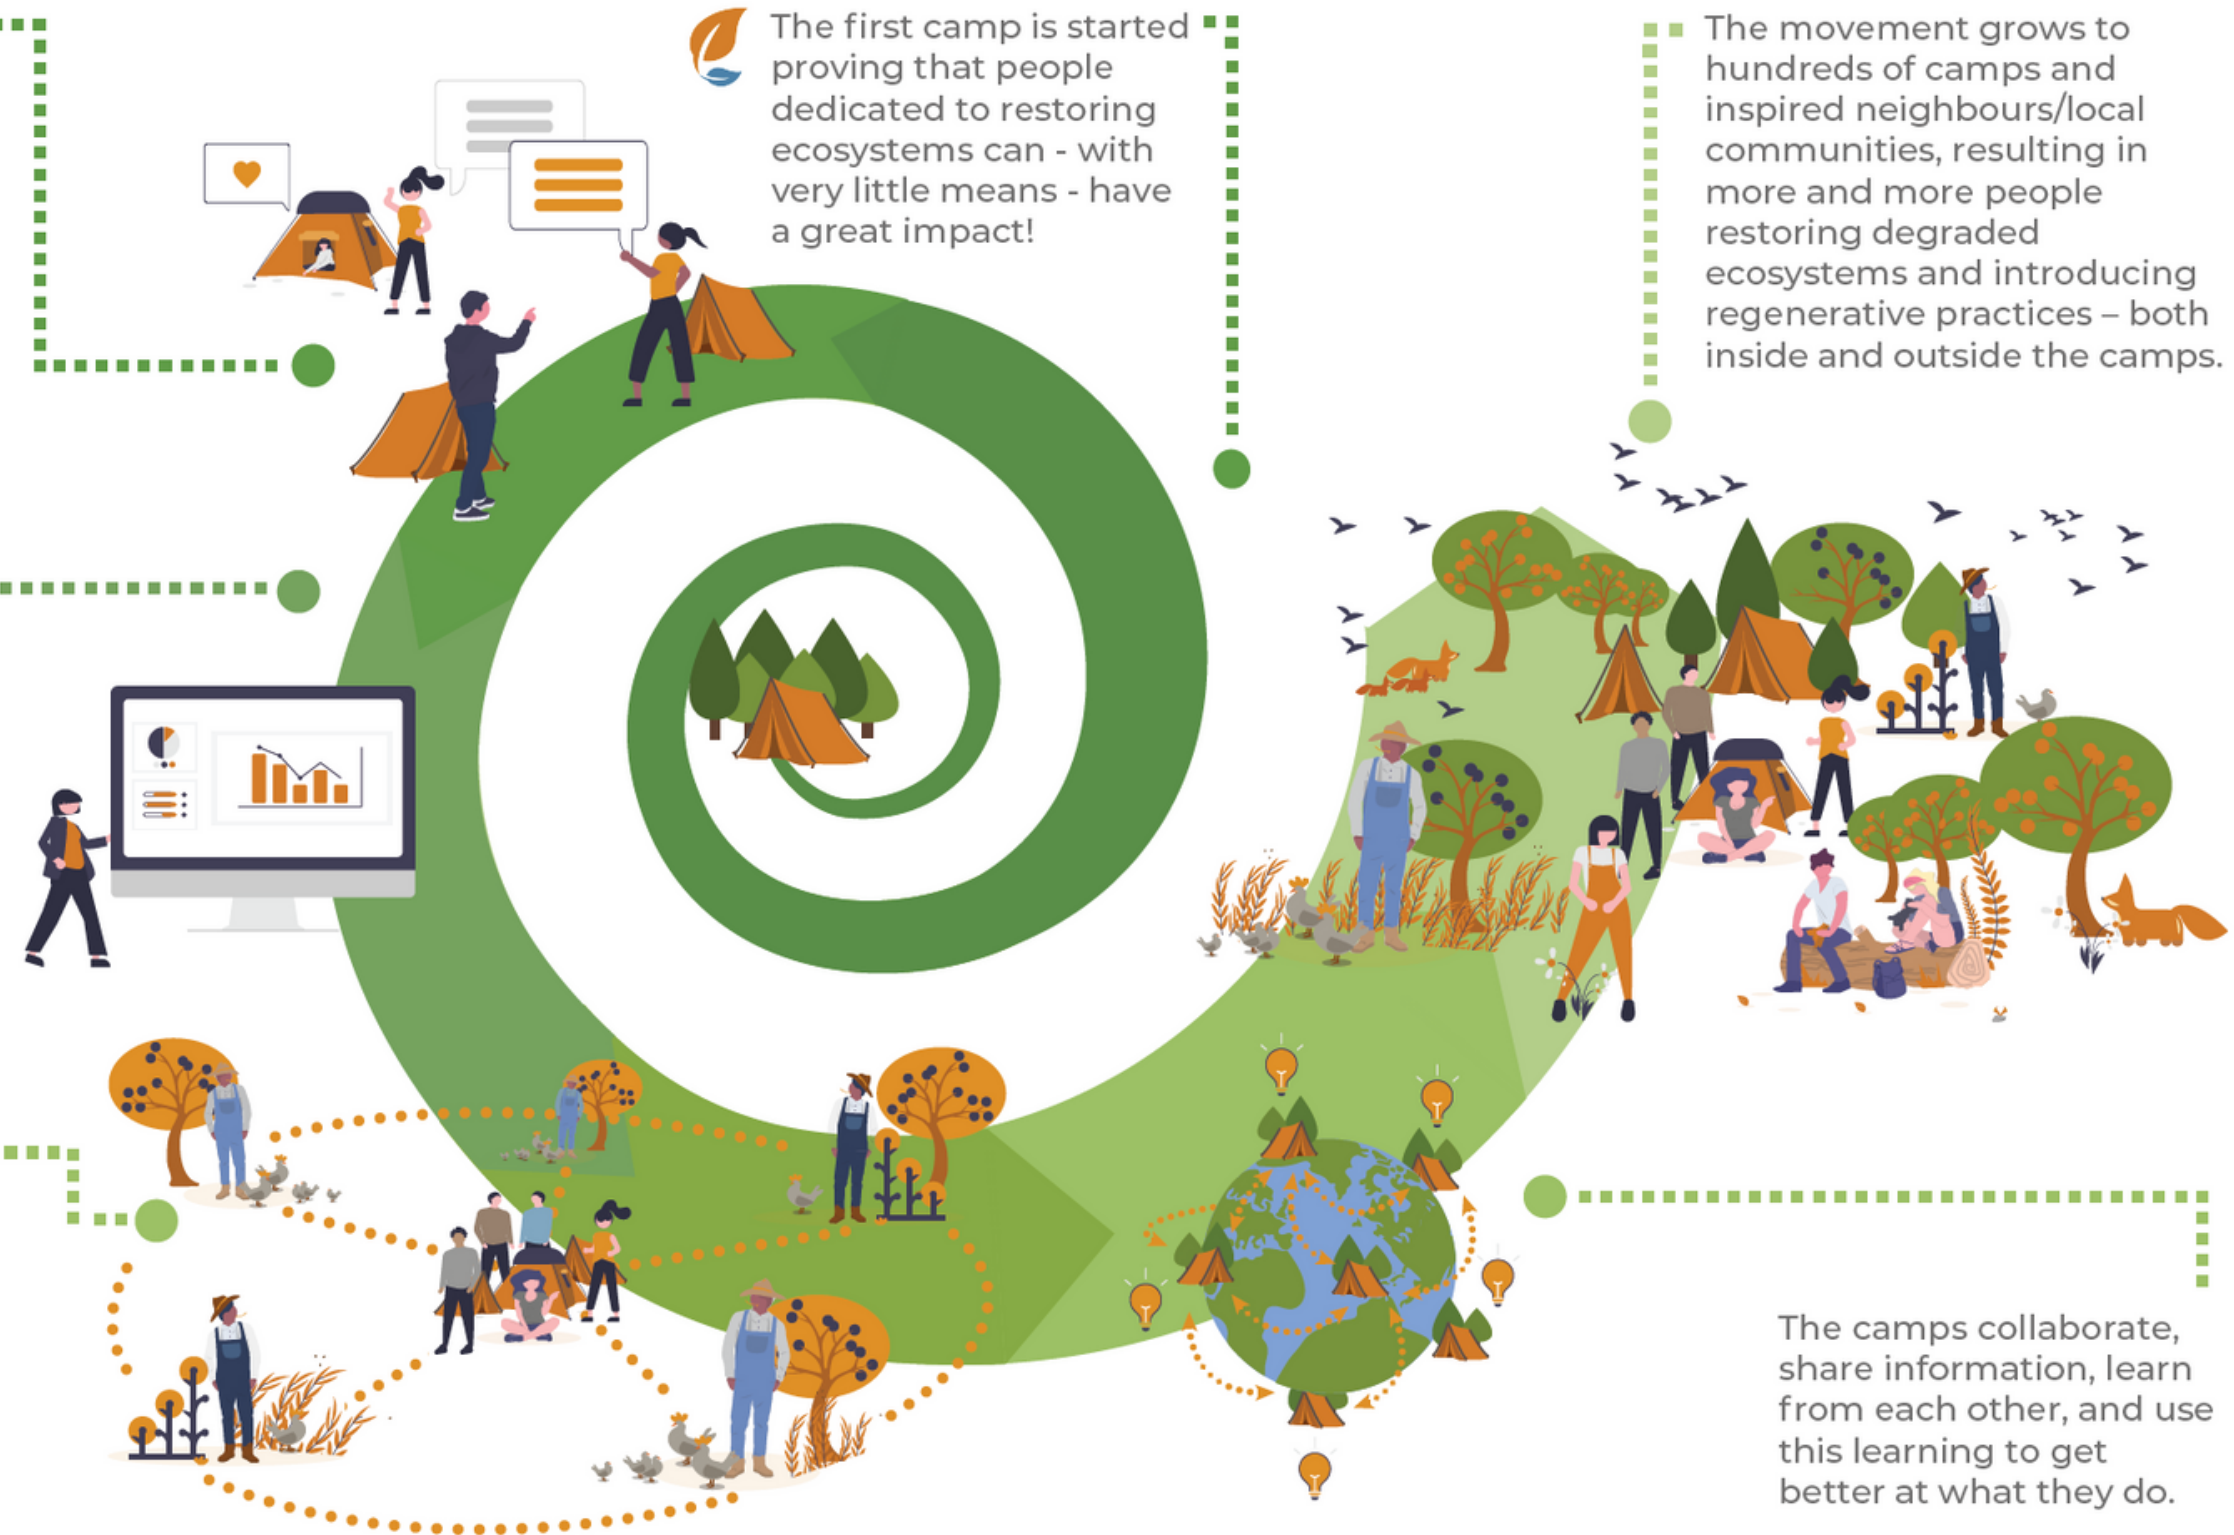 The first camp is started
proving that people
dedicated to restoring
ecosystems can - with
very little means - have
a great impact!
The movement grows to
hundreds of camps and
inspired neighbours/local
communities, resulting in
more and more people
restoring degraded
ecosystems and introducing
regenerative practices – both
inside and outside the camps.
The camps collaborate,
share information, learn
from each other, and use
this learning to get
better at what they do.